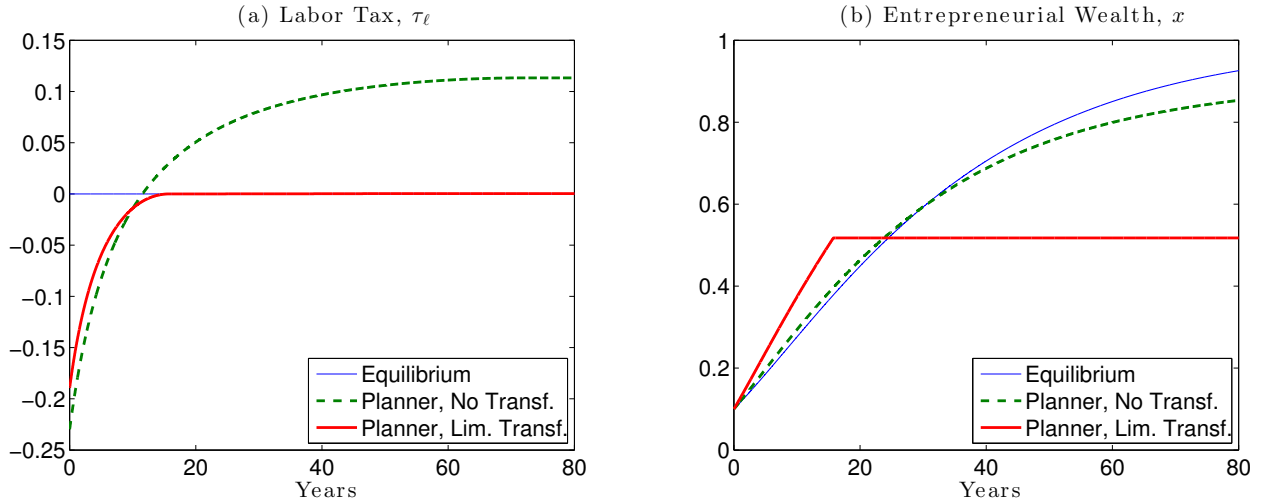 (a) Labor Tax, τℓ
0.15
0.1
0.05
0
−0.05
−0.1
−0.15
−0.2
−0.25
0
20
40
60
80
Years
Equilibrium
Planner, No Transf.
Planner, Lim. Transf.
(b) Entrepreneurial Wealth, x
1
0.8
0.6
0.4
0.2
0
0
20
40
60
80
Years
Equilibrium
Planner, No Transf.
Planner, Lim. Transf.